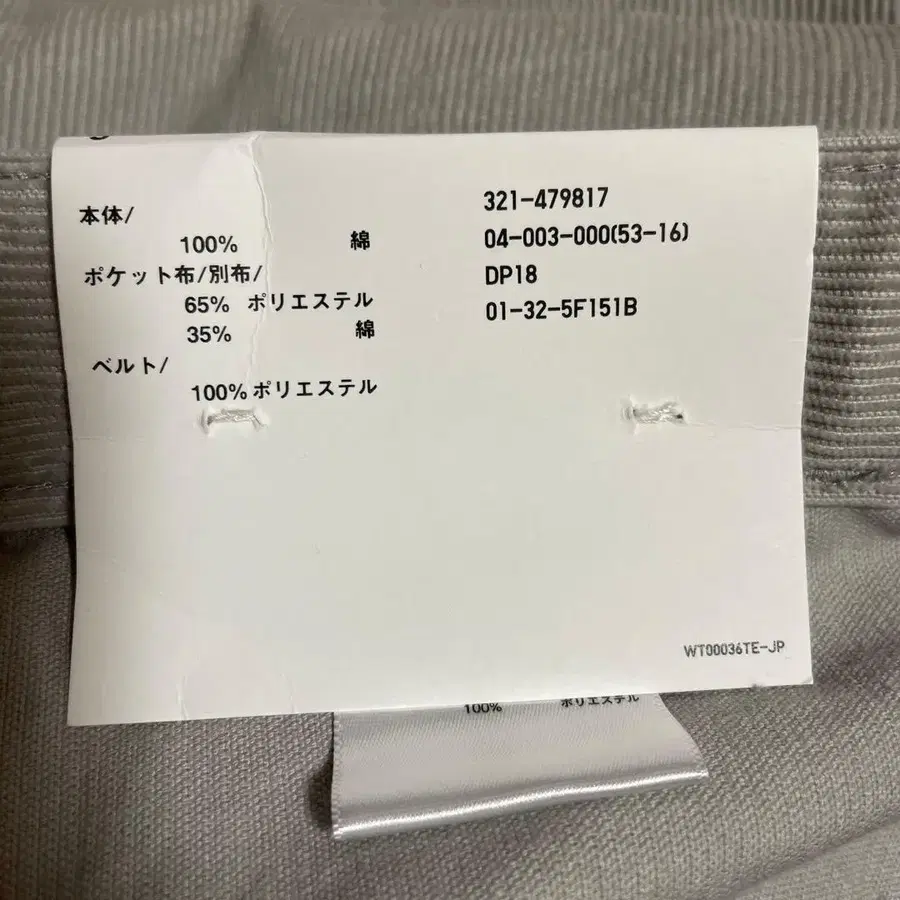 本体/
100% 綿
ポケット布/別布/
65% ポリエステル
35% 綿
ベルト/
100% ポリエステル
321-479817
04-003-000(53-16)
DP18
01-32-5F151B
WT00036TE-JP
100% ポリエステル